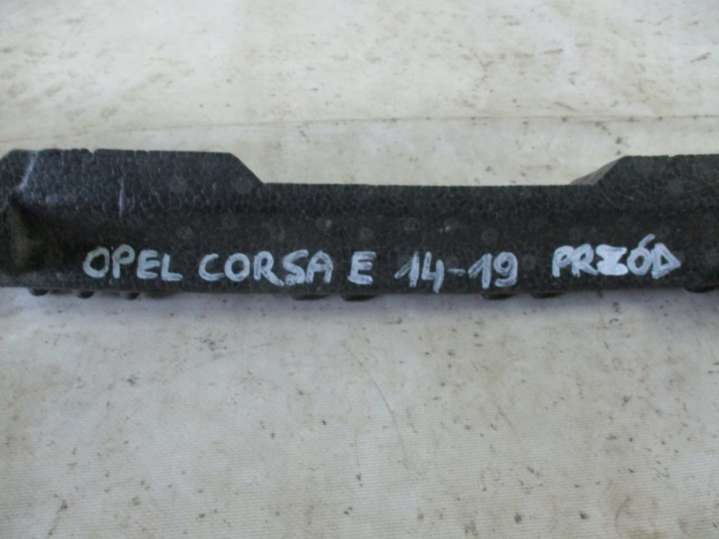 OPEL CORSA E 14-19 PRZÓD